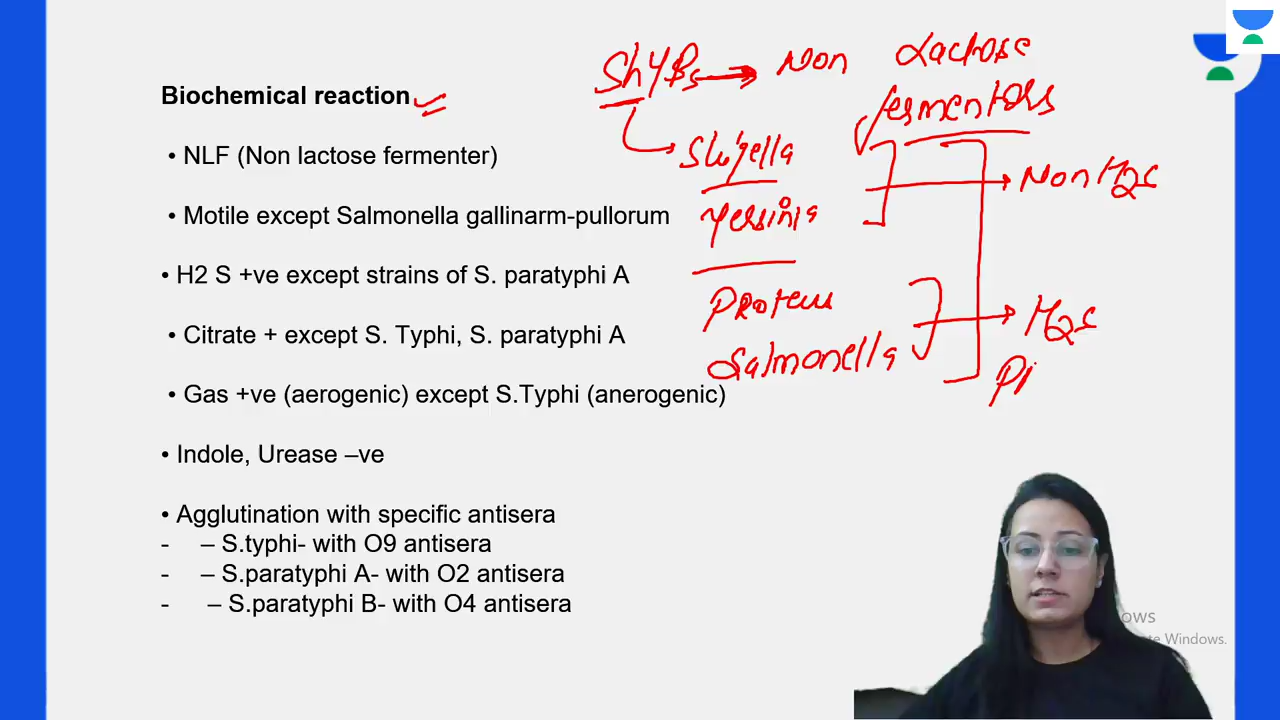 Biochemical reaction
• NLF (Non lactose fermenter)
• Motile except Salmonella gallinarm-pullorum
• H2 S +ve except strains of S. paratyphi A
• Citrate + except S. Typhi, S. paratyphi A
• Gas +ve (aerogenic) except S.Typhi (anerogenic)
• Indole, Urease –ve
• Agglutination with specific antisera
- – S.typhi- with O9 antisera
- – S.paratyphi A- with O2 antisera
- – S.paratyphi B- with O4 antisera
Non Lactose
fermentors
Shigella
Yersinia
Non H2S
Proteus
Salmonella
H2S